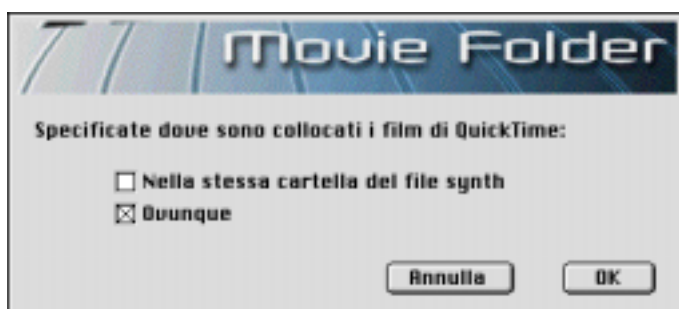 Movie Folder
Specificate dove sono collocati i film di QuickTime:
Nella stessa cartella del file synth
Ovunque
Annulla
OK